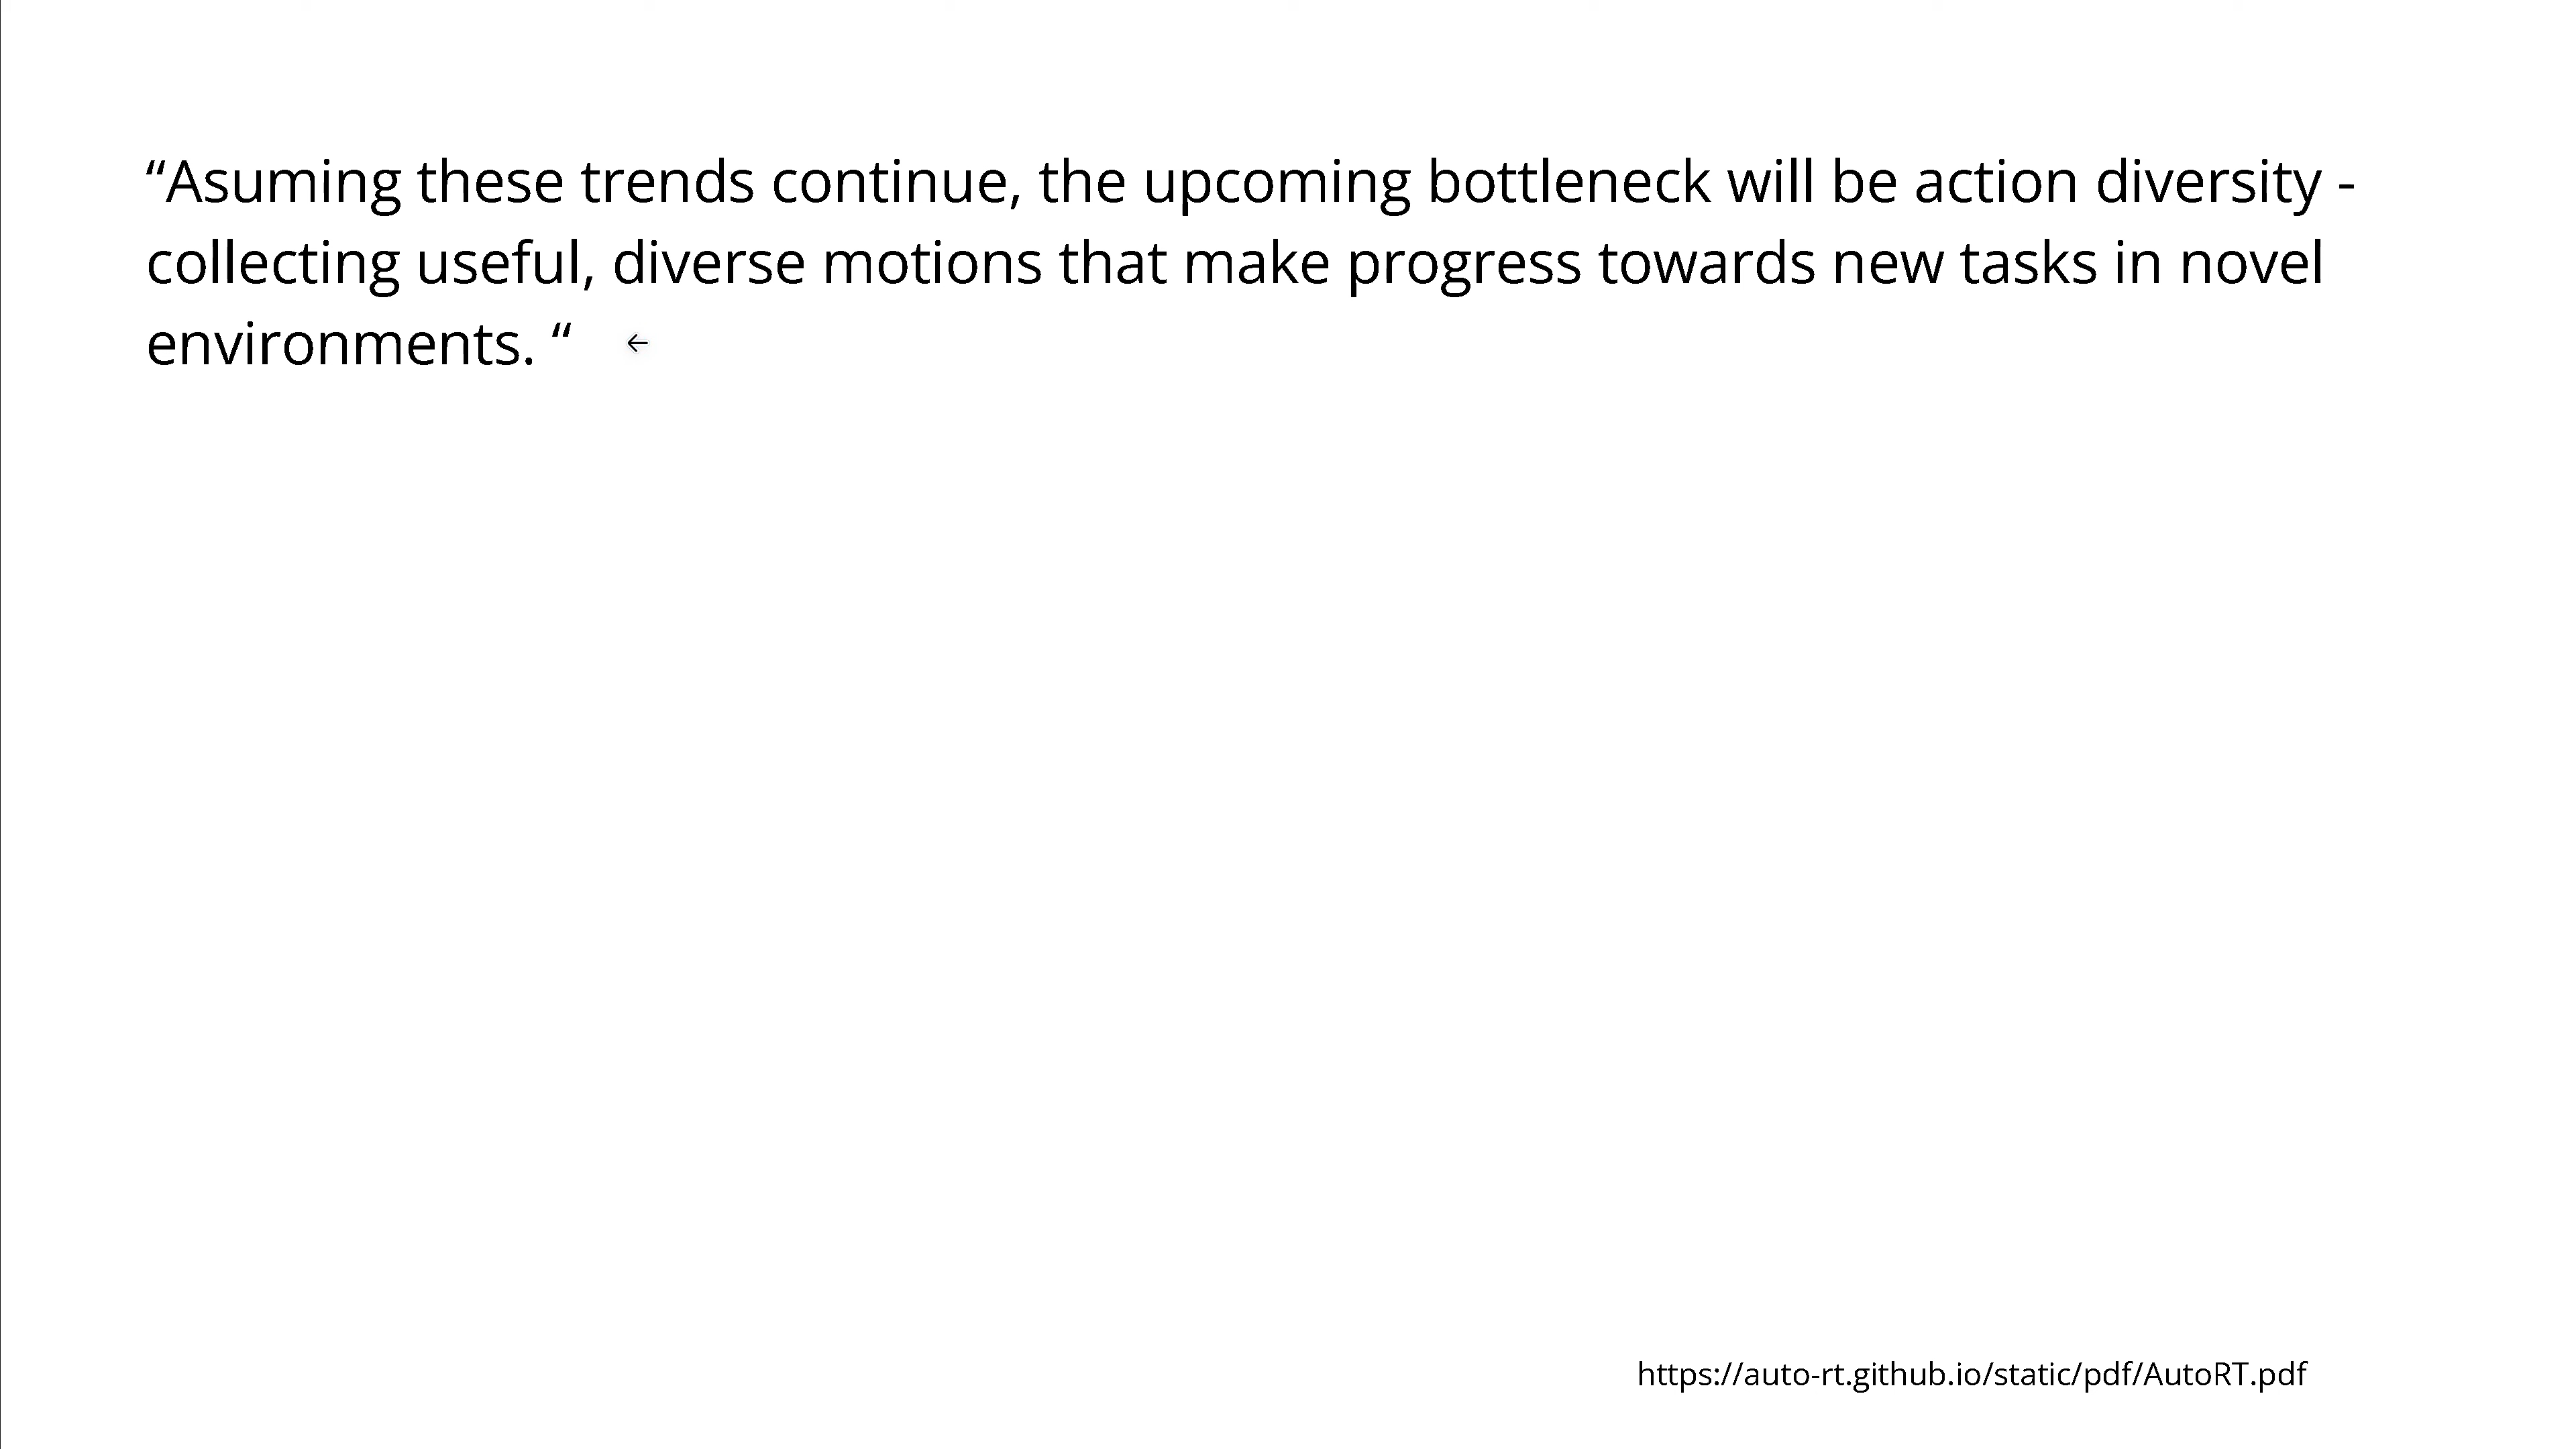 “Asuming these trends continue, the upcoming bottleneck will be action diversity -
collecting useful, diverse motions that make progress towards new tasks in novel
environments. “ ←
https://auto-rt.github.io/static/pdf/AutoRT.pdf